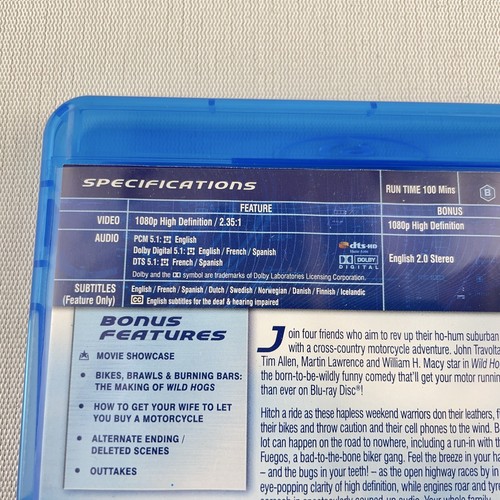 SPECIFICATIONS
RUN TIME 100 Mins
B
FEATURE
BONUS
VIDEO 1080p High Definition / 2.35:1
1080p High Definition
AUDIO PCM 5.1: English
Dolby Digital 5.1: English / French / Spanish
DTS 5.1: French / Spanish
dts-HD
DOLBY
DIGITAL
English 2.0 Stereo
Dolby and the symbol are trademarks of Dolby Laboratories Licensing Corporation.
SUBTITLES
(Feature Only)
English / French / Spanish / Dutch / Swedish / Norwegian / Danish / Finnish / Icelandic
CC English subtitles for the deaf & hearing impaired
BONUS
FEATURES
MOVIE SHOWCASE
• BIKES, BRAWLS & BURNING BARS:
THE MAKING OF WILD HOGS
• HOW TO GET YOUR WIFE TO LET
YOU BUY A MOTORCYCLE
• ALTERNATE ENDING /
DELETED SCENES
• OUTTAKES
Join four friends who aim to rev up their ho-hum suburban
with a cross-country motorcycle adventure. John Travolta
Tim Allen, Martin Lawrence and William H. Macy star in Wild Ho
the born-to-be-wildly funny comedy that'll get your motor runnin
than ever on Blu-ray Disc
Hitch a ride as these hapless weekend warriors don their leathers, f
their bikes and throw caution and their cell phones to the wind. B
lot can happen on the road to nowhere, including a run-in with th
Fuegos, a bad-to-the-bone biker gang. Feel the breeze in your ha
– and the bugs in your teeth! – as the open highway races by in
eye-popping clarity of high definition, while engines roar and tyr